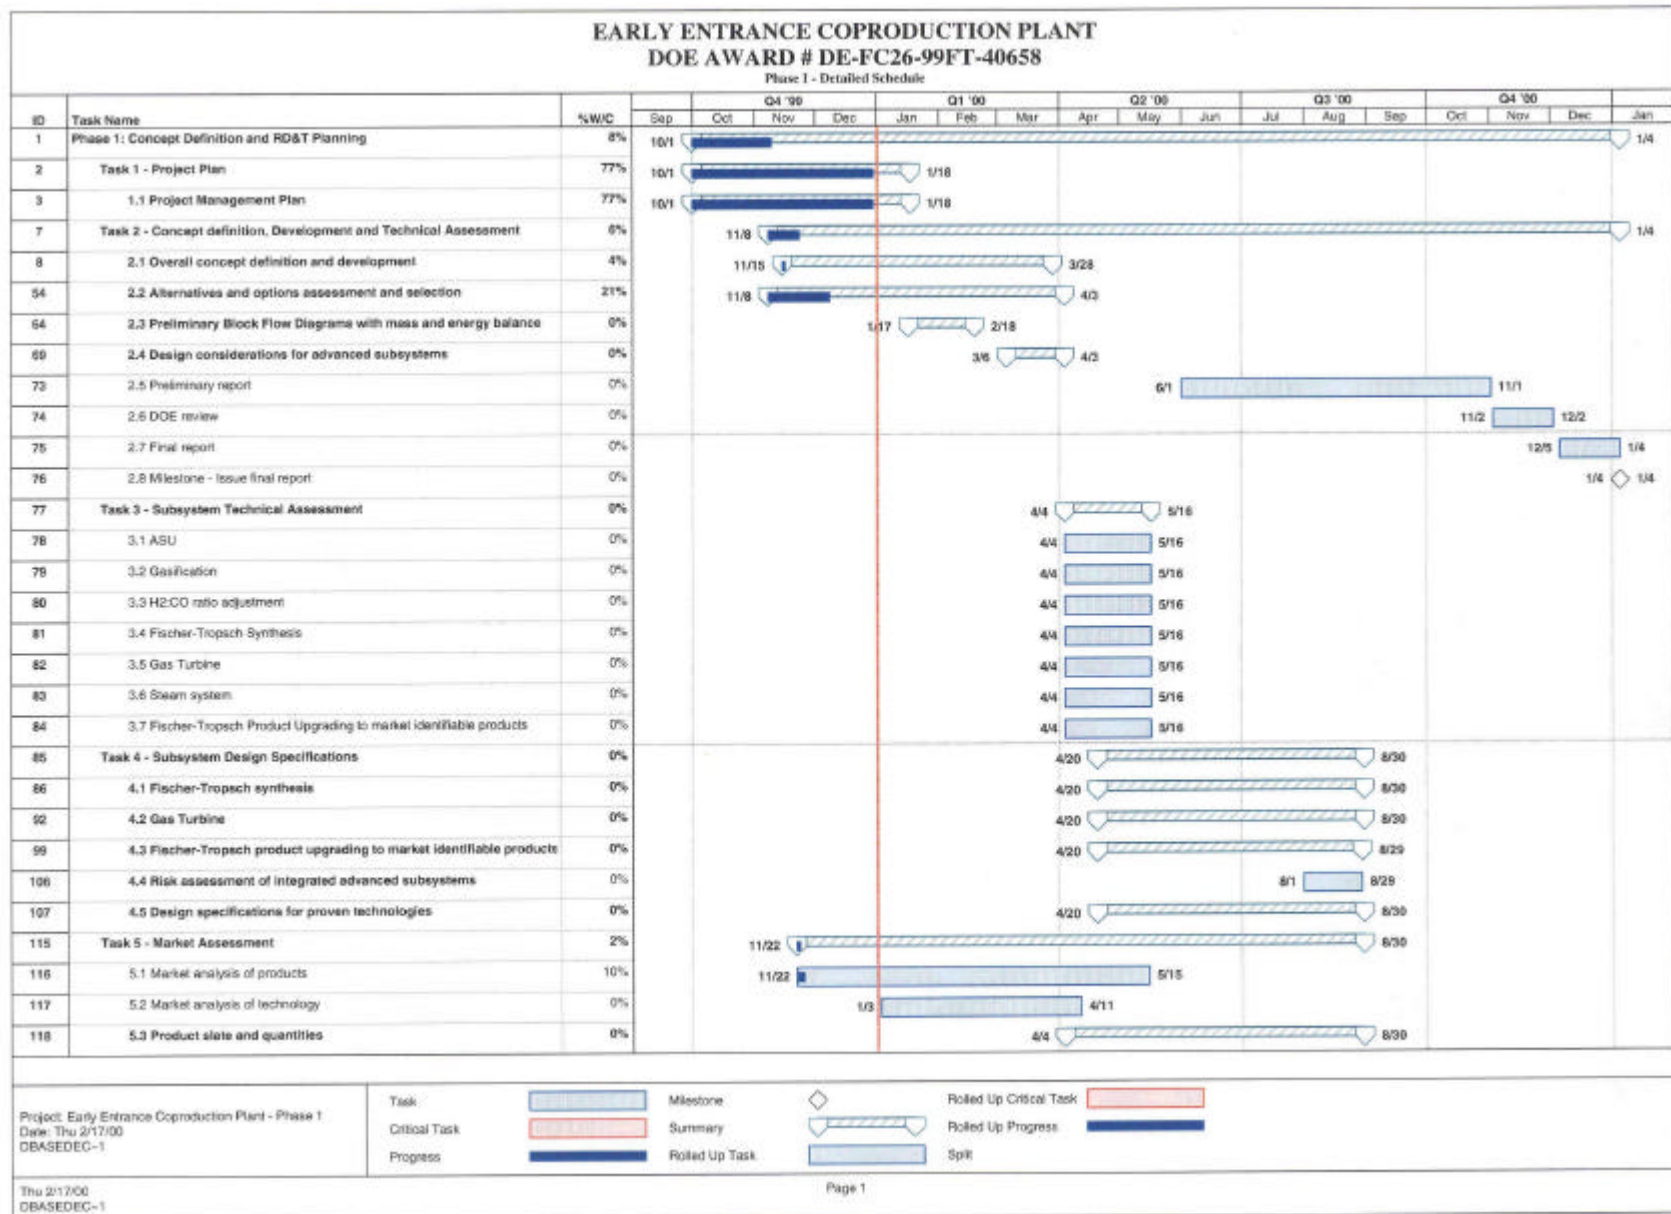 EARLY ENTRANCE COPRODUCTION PLANT
DOE AWARD # DE-FC26-99FT-40658
Phase I - Detailed Schedule
Q4 '99 Q1 '00 Q2 '00 Q3 '00 Q4 '00
ID Task Name %W/C Sep Oct Nov Dec Jan Feb Mar Apr May Jun Jul Aug Sep Oct Nov Dec Jan
1 Phase 1: Concept Definition and RD&T Planning 8% 10/1 1/4
2 Task 1 - Project Plan 77% 10/1 1/18
3 1.1 Project Management Plan 77% 10/1 1/18
7 Task 2 - Concept definition, Development and Technical Assessment 6% 11/8 1/4
8 2.1 Overall concept definition and development 4% 11/15 3/28
54 2.2 Alternatives and options assessment and selection 21% 11/8 4/3
64 2.3 Preliminary Block Flow Diagrams with mass and energy balance 0% 1/17 2/18
69 2.4 Design considerations for advanced subsystems 0% 3/6 4/3
73 2.5 Preliminary report 0% 6/1 11/1
74 2.6 DOE review 0% 11/2 12/2
75 2.7 Final report 0% 12/5 1/4
76 2.8 Milestone - Issue final report 0% 1/4 1/4
77 Task 3 - Subsystem Technical Assessment 0% 4/4 5/16
78 3.1 ASU 0% 4/4 5/16
79 3.2 Gasification 0% 4/4 5/16
80 3.3 H2:CO ratio adjustment 0% 4/4 5/16
81 3.4 Fischer-Tropsch Synthesis 0% 4/4 5/16
82 3.5 Gas Turbine 0% 4/4 5/16
83 3.6 Steam system 0% 4/4 5/16
84 3.7 Fischer-Tropsch Product Upgrading to market identifiable products 0% 4/4 5/16
85 Task 4 - Subsystem Design Specifications 0% 4/20 8/30
86 4.1 Fischer-Tropsch synthesis 0% 4/20 8/30
92 4.2 Gas Turbine 0% 4/20 8/30
99 4.3 Fischer-Tropsch product upgrading to market identifiable products 0% 4/20 8/29
106 4.4 Risk assessment of integrated advanced subsystems 0% 8/1 8/29
107 4.5 Design specifications for proven technologies 0% 4/20 8/30
115 Task 5 - Market Assessment 2% 11/22 8/30
116 5.1 Market analysis of products 10% 11/22 5/15
117 5.2 Market analysis of technology 0% 1/3 4/11
118 5.3 Product slate and quantities 0% 4/4 8/30
Project: Early Entrance Coproduction Plant - Phase 1
Date: Thu 2/17/00
DBASEDEC~1
Task Milestone Rolled Up Critical Task
Critical Task Summary Rolled Up Progress
Progress Rolled Up Task Split
Thu 2/17/00
DBASEDEC~1
Page 1